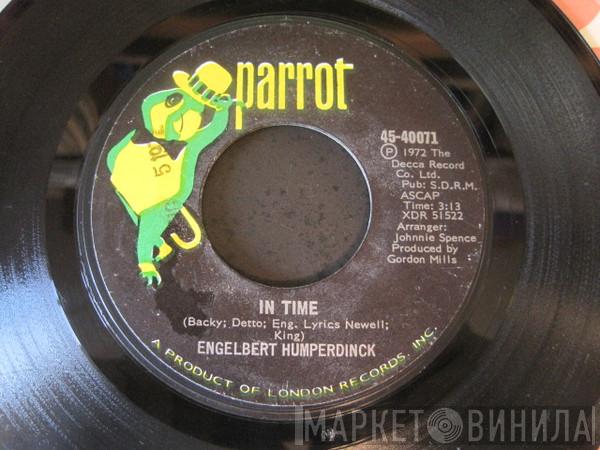 parrot
45-40071
Ⓟ 1972 The
Decca Record
Co. Ltd.
Pub: S.D.R.M.
ASCAP
Time: 3:13
XDR 51522
Arranger:
Johnnie Spence
Produced by
Gordon Mills
IN TIME
(Backy; Detto; Eng. Lyrics Newell;
King)
ENGELBERT HUMPERDINCK
A PRODUCT OF LONDON RECORDS, INC.
МАРКЕТ ВИНИЛА